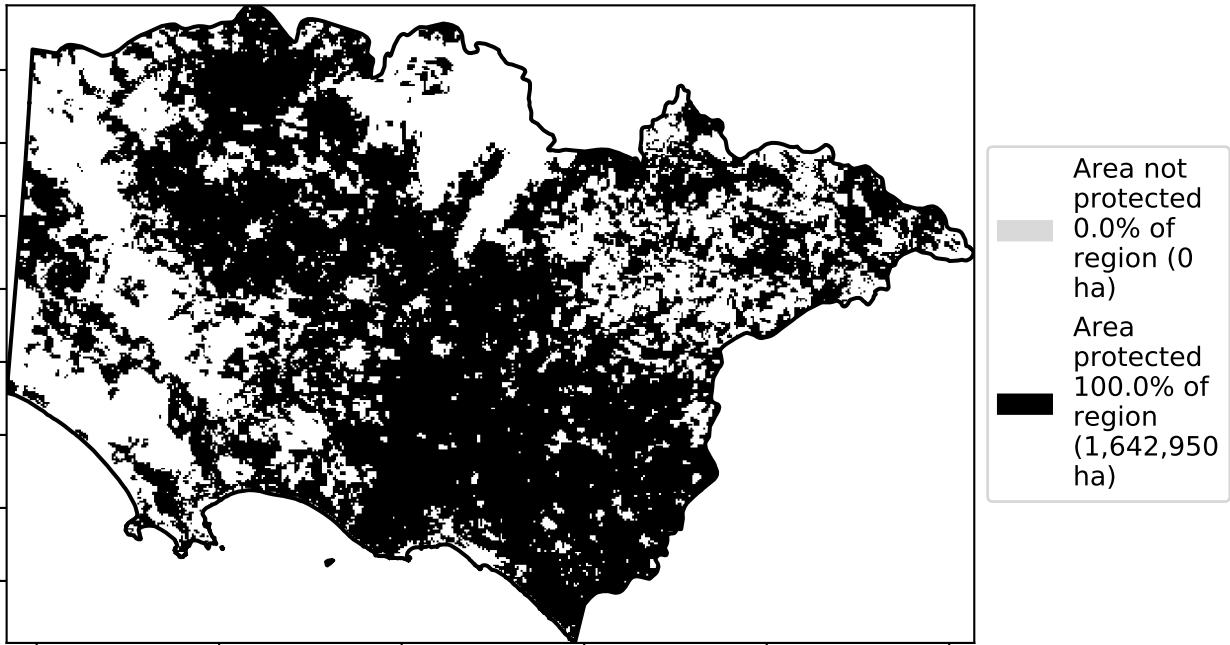 Area not
protected
0.0% of
region (0
ha)
Area
protected
100.0% of
region
(1,642,950
ha)